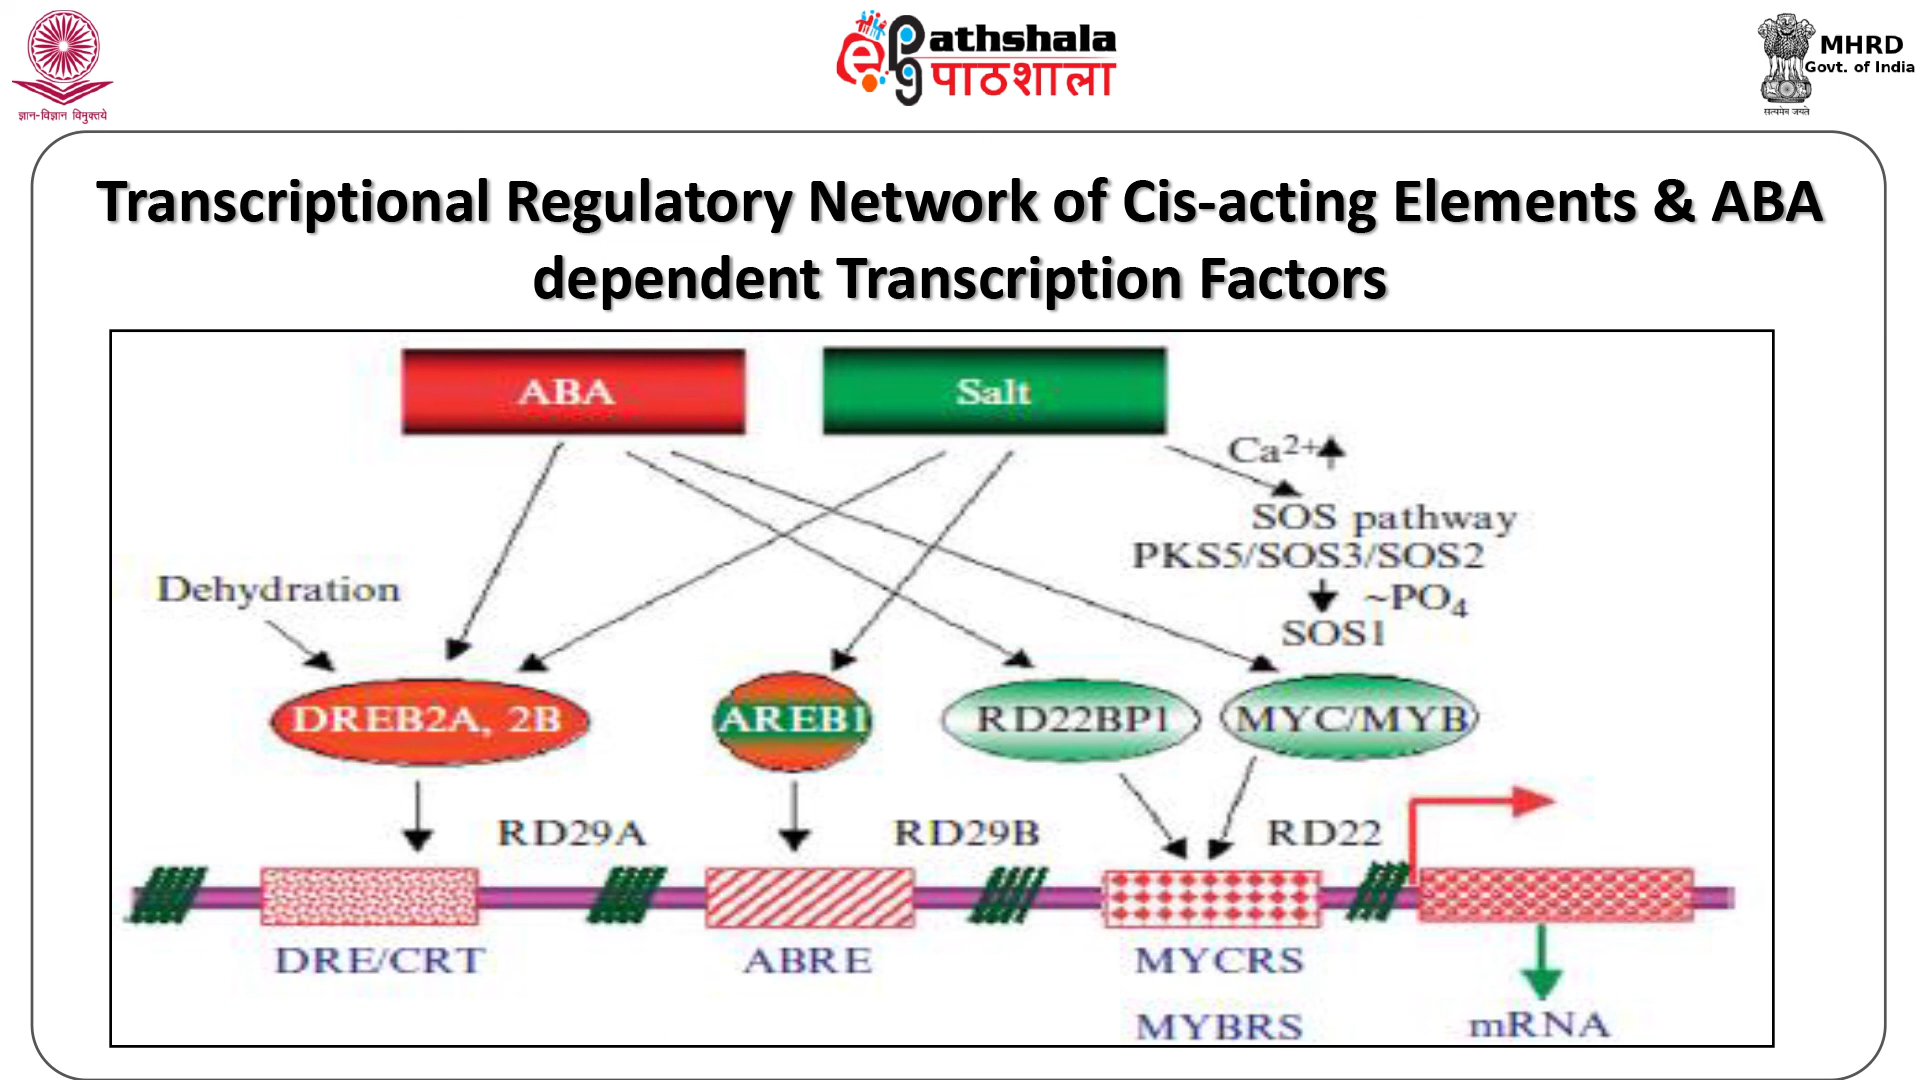 ज्ञान-विज्ञान विमुक्तये
e
pg
athshala
पाठशाला
MHRD
Govt. of India
सत्यमेव जयते
Transcriptional Regulatory Network of Cis-acting Elements & ABA
dependent Transcription Factors
ABA
Salt
Ca²⁺
SOS pathway
PKS5/SOS3/SOS2
~PO₄
SOS1
Dehydration
DREB2A, 2B
AREB1
RD22BP1
MYC/MYB
RD29A
RD29B
RD22
DRE/CRT
ABRE
MYCRS
MYBRS
mRNA